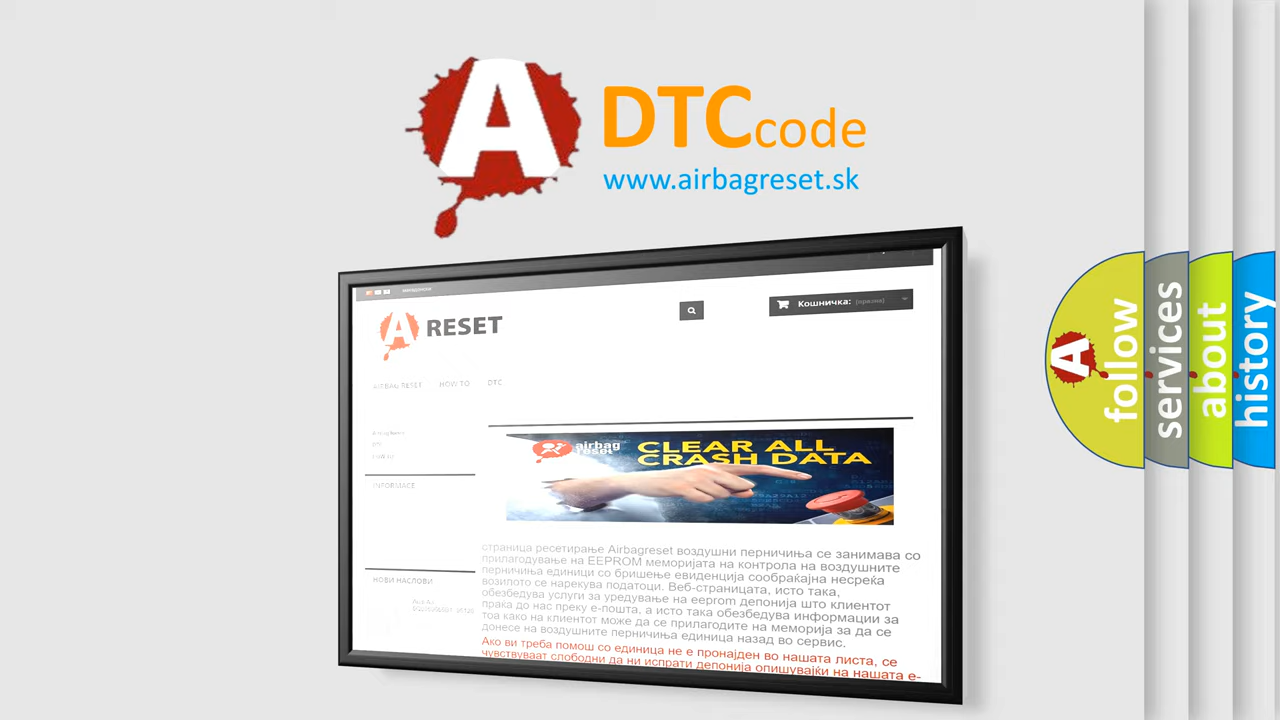 A DTC code
www.airbagreset.sk
A RESET
Кошничка: (празни)
AIRBAG RESET HOW TO DTC
INFORMACE
airbag reset
CLEAR ALL
CRASH DATA
страница ресетирање Airbagreset воздушни перничиња се занимава со
прилагодување на EEPROM меморијата на контрола на воздушните
перничиња единици со бришење евиденција сообраќајна несреќа
возилото се нарекува податоци. Веб-страницата, исто така,
обезбедува услуги за уредување на eeprom депонија што клиентот
праќа до нас преку е-пошта, а исто така обезбедува информации за
тоа како на клиентот може да се прилагодите на меморија за да се
донесе на воздушните перничиња единица назад во сервис.
Ако ви треба помош со единица не е пронајден во нашата листа, се
чувствуваат слободни да ни испрати депонија опишувајќи на нашата е-
НОВИ НАСЛОВИ
A
follow
services
about
history